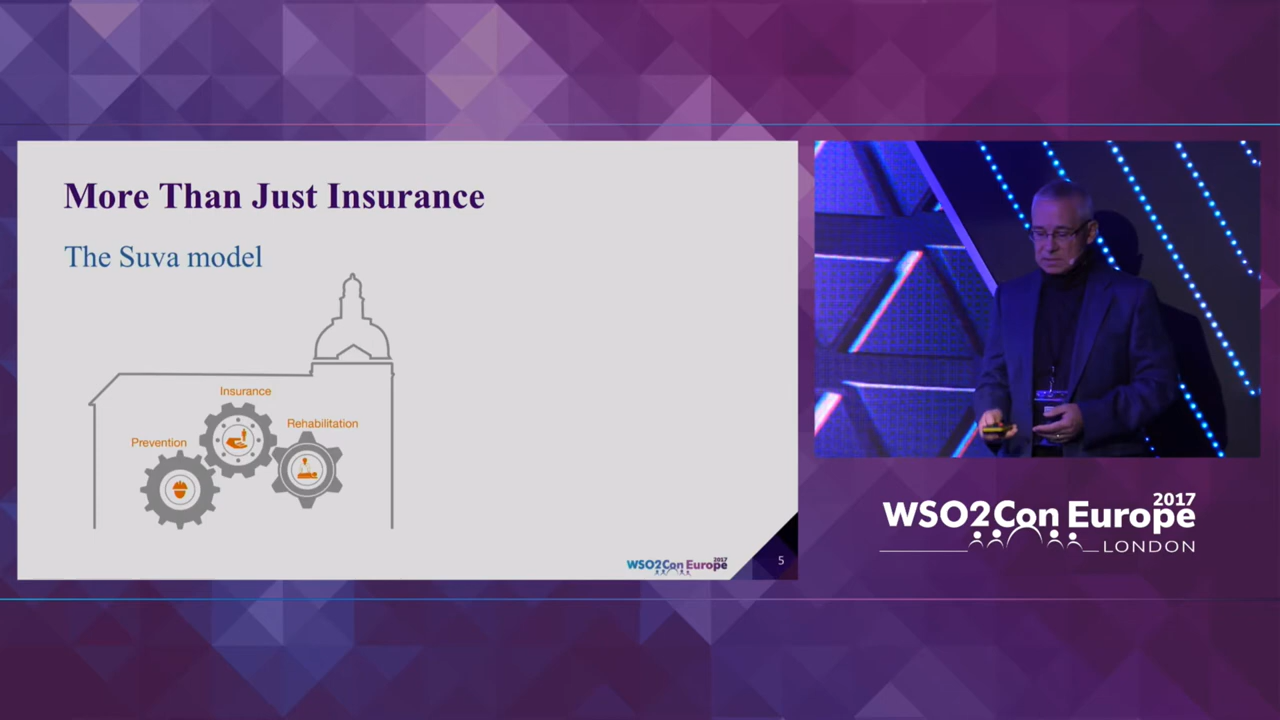 More Than Just Insurance
The Suva model
Insurance
Rehabilitation
Prevention
WSO2Con Europe 2017
5
WSO2Con Europe 2017
LONDON